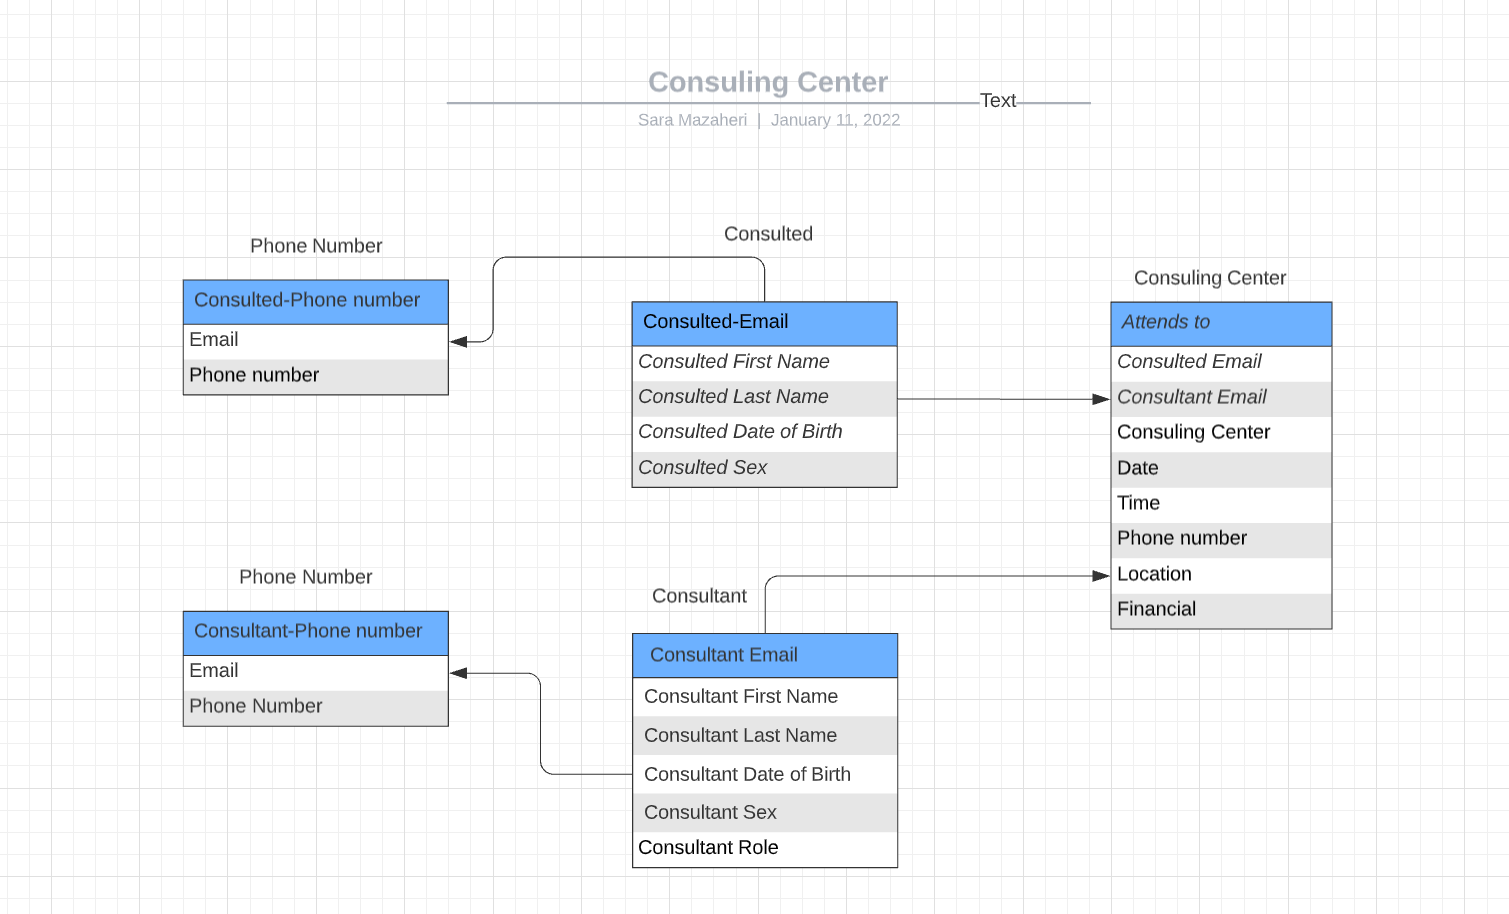 Consuling Center
Text
Sara Mazaheri | January 11, 2022
Phone Number
Consulted-Phone number
Email
Phone number
Consulted
Consulted-Email
Consulted First Name
Consulted Last Name
Consulted Date of Birth
Consulted Sex
Consuling Center
Attends to
Consulted Email
Consultant Email
Consuling Center
Date
Time
Phone number
Location
Financial
Phone Number
Consultant-Phone number
Email
Phone Number
Consultant
Consultant Email
Consultant First Name
Consultant Last Name
Consultant Date of Birth
Consultant Sex
Consultant Role